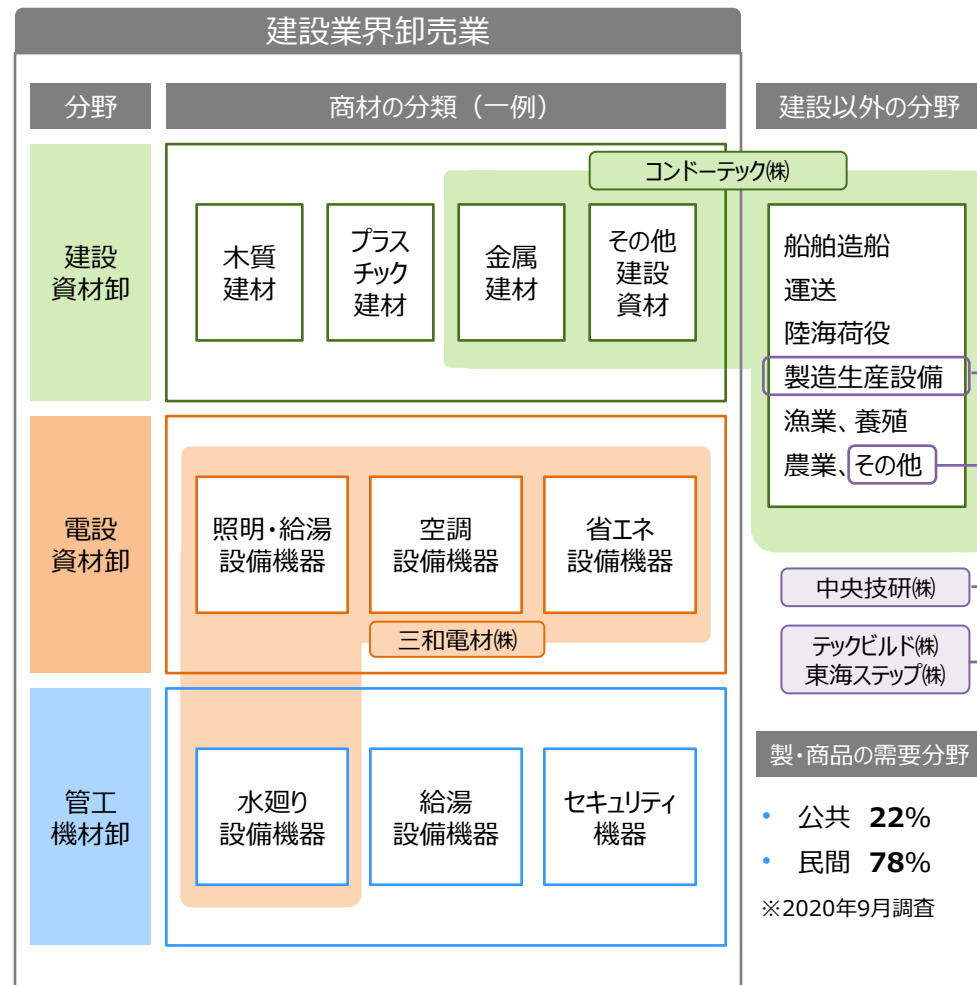 建設業界卸売業
分野
商材の分類（一例）
建設以外の分野
コンドーテック㈱
建設
資材卸
木質
建材
プラス
チック
建材
金属
建材
その他
建設
資材
船舶造船
運送
陸海荷役
製造生産設備
漁業、養殖
農業、その他
電設
資材卸
照明・給湯
設備機器
空調
設備機器
省エネ
設備機器
三和電材㈱
中央技研㈱
テックビルド㈱
東海ステップ㈱
管工
機材卸
水廻り
設備機器
給湯
設備機器
セキュリティ
機器
製・商品の需要分野
• 公共 22%
• 民間 78%
※2020年9月調査